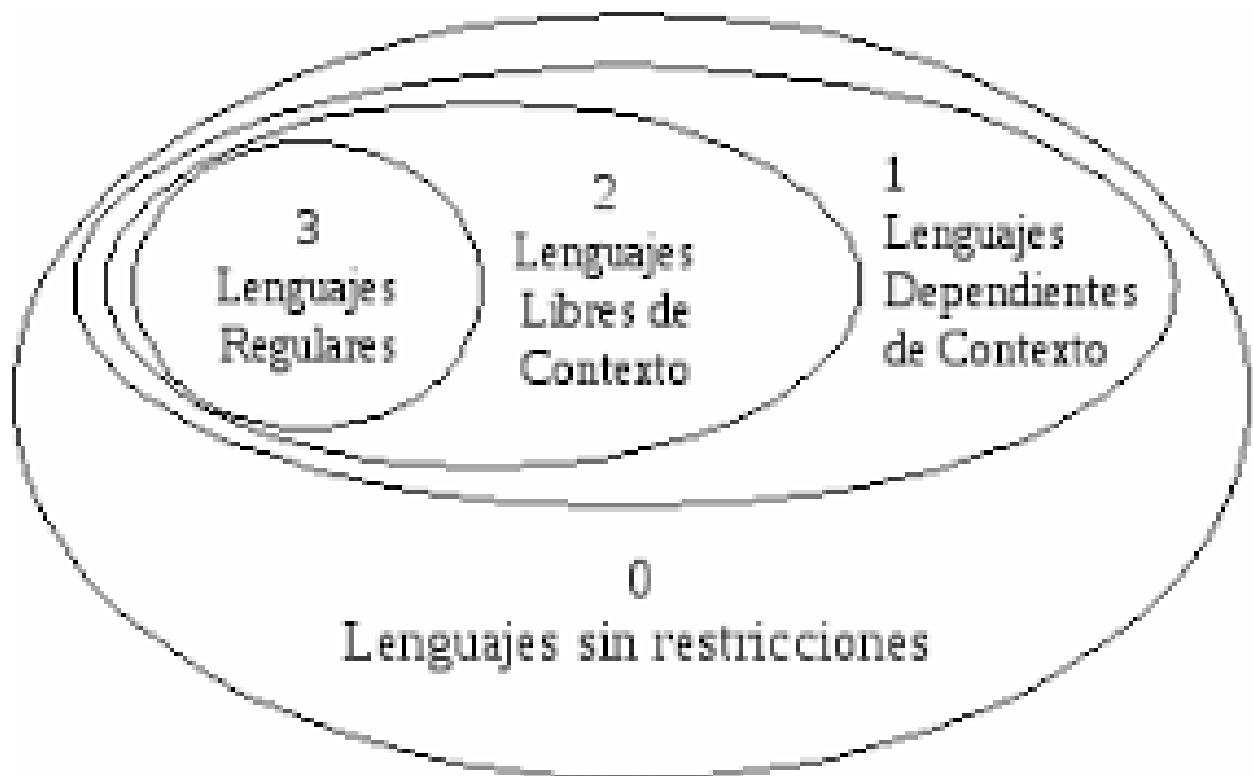 3
Lenguajes
Regulares
2
Lenguajes
Libres de
Contexto
1
Lenguajes
Dependientes
de Contexto
0
Lenguajes sin restricciones